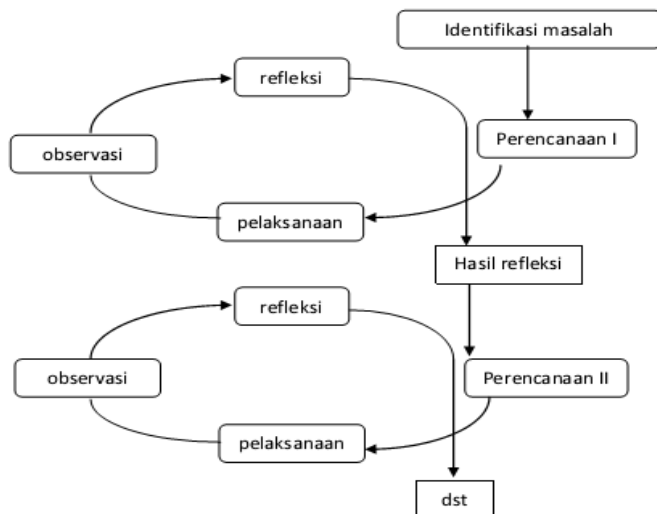 Identifikasi masalah
refleksi
Perencanaan I
observasi
pelaksanaan
Hasil refleksi
refleksi
observasi
Perencanaan II
pelaksanaan
dst